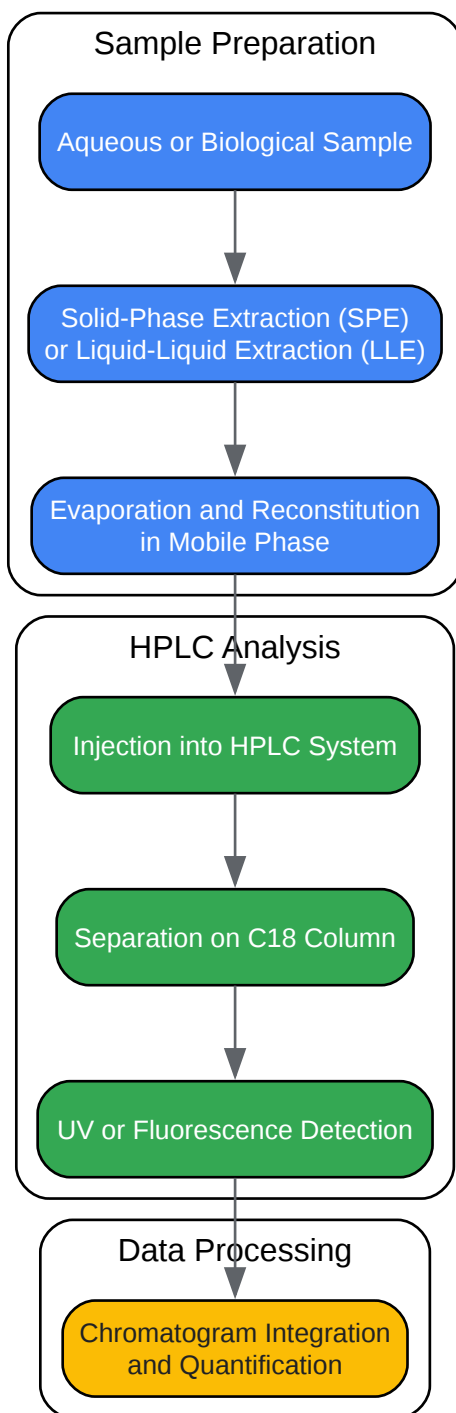 Sample Preparation
Aqueous or Biological Sample
Solid-Phase Extraction (SPE)
or Liquid-Liquid Extraction (LLE)
Evaporation and Reconstitution
in Mobile Phase
HPLC Analysis
Injection into HPLC System
Separation on C18 Column
UV or Fluorescence Detection
Data Processing
Chromatogram Integration
and Quantification